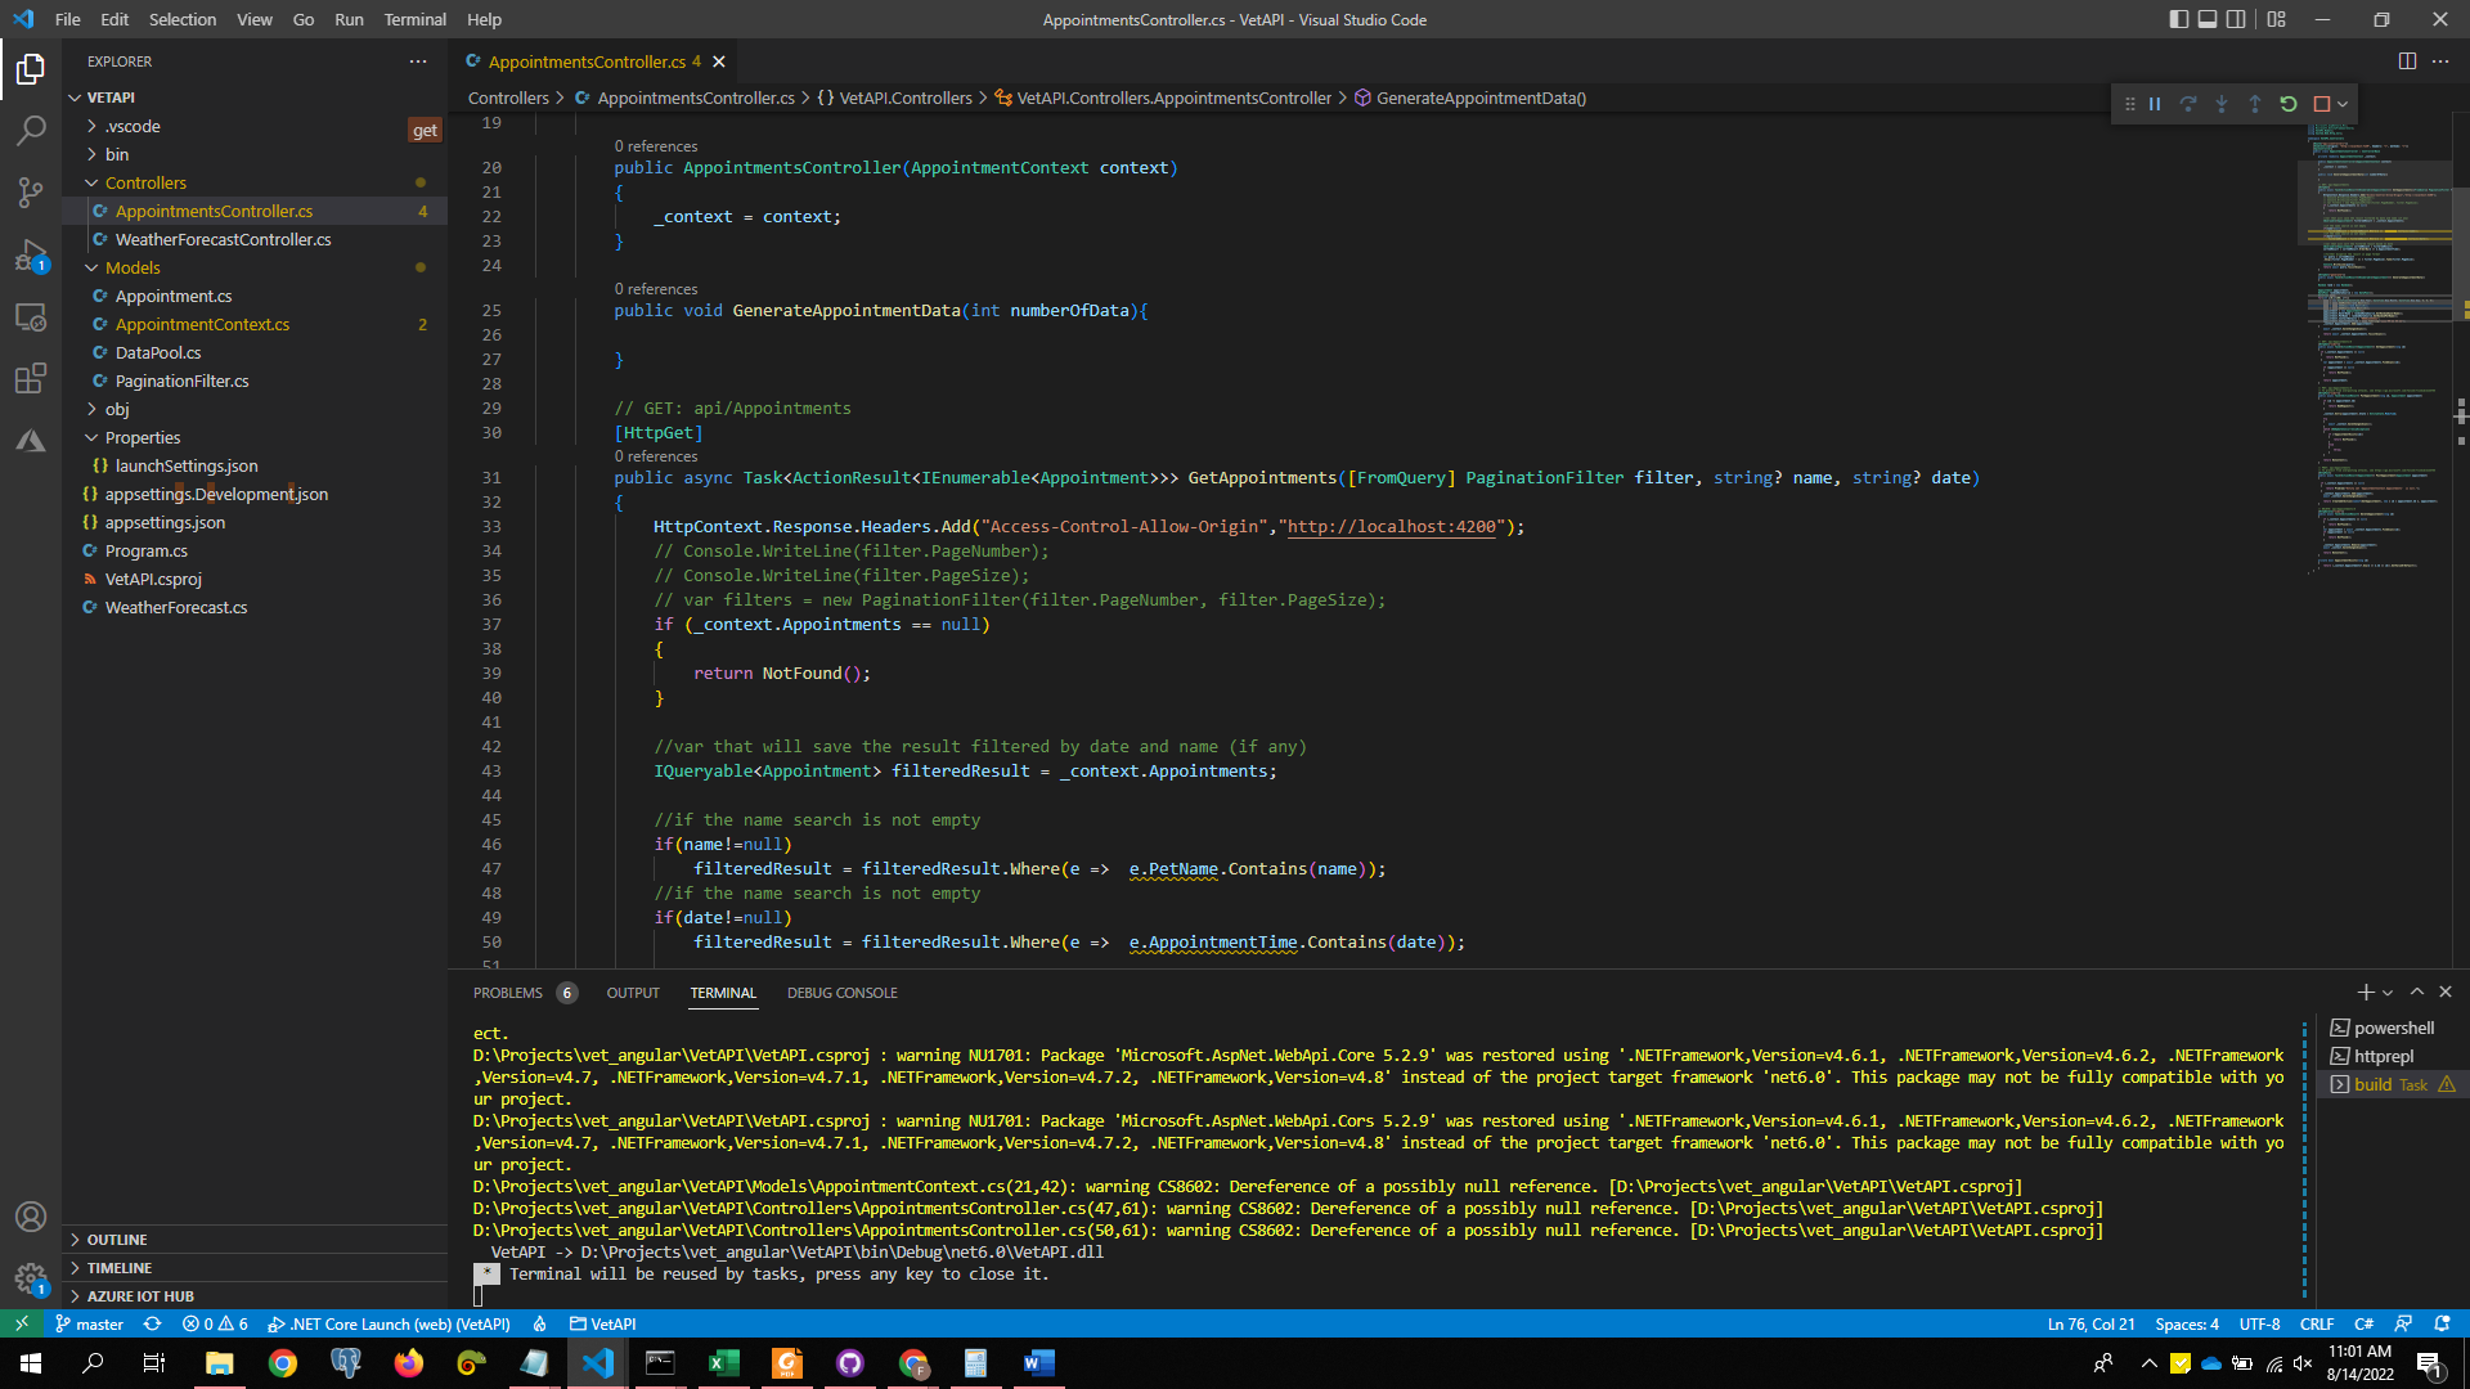 File Edit Selection View Go Run Terminal Help
AppointmentsController.cs - VetAPI - Visual Studio Code
EXPLORER
VETAPI
.vscode
get
bin
Controllers
AppointmentsController.cs 4
WeatherForecastController.cs
Models
Appointment.cs
AppointmentContext.cs 2
DataPool.cs
PaginationFilter.cs
obj
Properties
launchSettings.json
appsettings.Development.json
appsettings.json
Program.cs
VetAPI.csproj
WeatherForecast.cs
OUTLINE
TIMELINE
AZURE IOT HUB
1
1
AppointmentsController.cs 4
Controllers > AppointmentsController.cs > {} VetAPI.Controllers > VetAPI.Controllers.AppointmentsController > GenerateAppointmentData()
19
0 references
20 public AppointmentsController(AppointmentContext context)
21 {
22 _context = context;
23 }
24
0 references
25 public void GenerateAppointmentData(int numberOfData){
26
27 }
28
29 // GET: api/Appointments
30 [HttpGet]
0 references
31 public async Task<ActionResult<IEnumerable<Appointment>>> GetAppointments([FromQuery] PaginationFilter filter, string? name, string? date)
32 {
33 HttpContext.Response.Headers.Add("Access-Control-Allow-Origin","http://localhost:4200");
34 // Console.WriteLine(filter.PageNumber);
35 // Console.WriteLine(filter.PageSize);
36 // var filters = new PaginationFilter(filter.PageNumber, filter.PageSize);
37 if (_context.Appointments == null)
38 {
39 return NotFound();
40 }
41
42 //var that will save the result filtered by date and name (if any)
43 IQueryable<Appointment> filteredResult = _context.Appointments;
44
45 //if the name search is not empty
46 if(name!=null)
47 filteredResult = filteredResult.Where(e =>  e.PetName.Contains(name));
48 //if the name search is not empty
49 if(date!=null)
50 filteredResult = filteredResult.Where(e =>  e.AppointmentTime.Contains(date));
51
PROBLEMS 6 OUTPUT TERMINAL DEBUG CONSOLE
ect.
D:\Projects\vet_angular\VetAPI\VetAPI.csproj : warning NU1701: Package 'Microsoft.AspNet.WebApi.Core 5.2.9' was restored using '.NETFramework,Version=v4.6.1, .NETFramework,Version=v4.6.2, .NETFramework
,Version=v4.7, .NETFramework,Version=v4.7.1, .NETFramework,Version=v4.7.2, .NETFramework,Version=v4.8' instead of the project target framework 'net6.0'. This package may not be fully compatible with yo
ur project.
D:\Projects\vet_angular\VetAPI\VetAPI.csproj : warning NU1701: Package 'Microsoft.AspNet.WebApi.Cors 5.2.9' was restored using '.NETFramework,Version=v4.6.1, .NETFramework,Version=v4.6.2, .NETFramework
,Version=v4.7, .NETFramework,Version=v4.7.1, .NETFramework,Version=v4.7.2, .NETFramework,Version=v4.8' instead of the project target framework 'net6.0'. This package may not be fully compatible with yo
ur project.
D:\Projects\vet_angular\VetAPI\Models\AppointmentContext.cs(21,42): warning CS8602: Dereference of a possibly null reference. [D:\Projects\vet_angular\VetAPI\VetAPI.csproj]
D:\Projects\vet_angular\VetAPI\Controllers\AppointmentsController.cs(47,61): warning CS8602: Dereference of a possibly null reference. [D:\Projects\vet_angular\VetAPI\VetAPI.csproj]
D:\Projects\vet_angular\VetAPI\Controllers\AppointmentsController.cs(50,61): warning CS8602: Dereference of a possibly null reference. [D:\Projects\vet_angular\VetAPI\VetAPI.csproj]
VetAPI -> D:\Projects\vet_angular\VetAPI\bin\Debug\net6.0\VetAPI.dll
* Terminal will be reused by tasks, press any key to close it.
powershell
httprepl
build Task
master 0 6 .NET Core Launch (web) (VetAPI) VetAPI
Ln 76, Col 21 Spaces: 4 UTF-8 CRLF C#
11:01 AM
8/14/2022
1